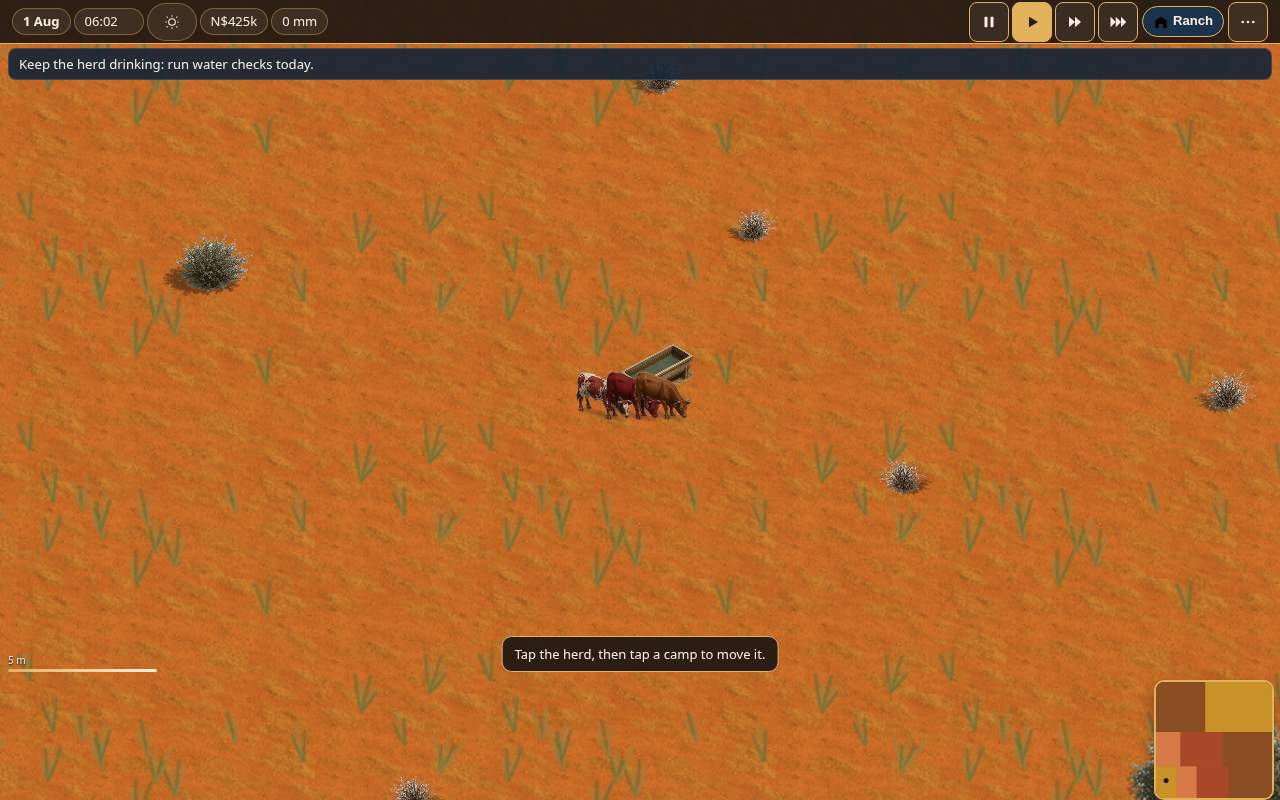 1 Aug 06:02 N$425k 0 mm Ranch
Keep the herd drinking: run water checks today.
Tap the herd, then tap a camp to move it.
5 m